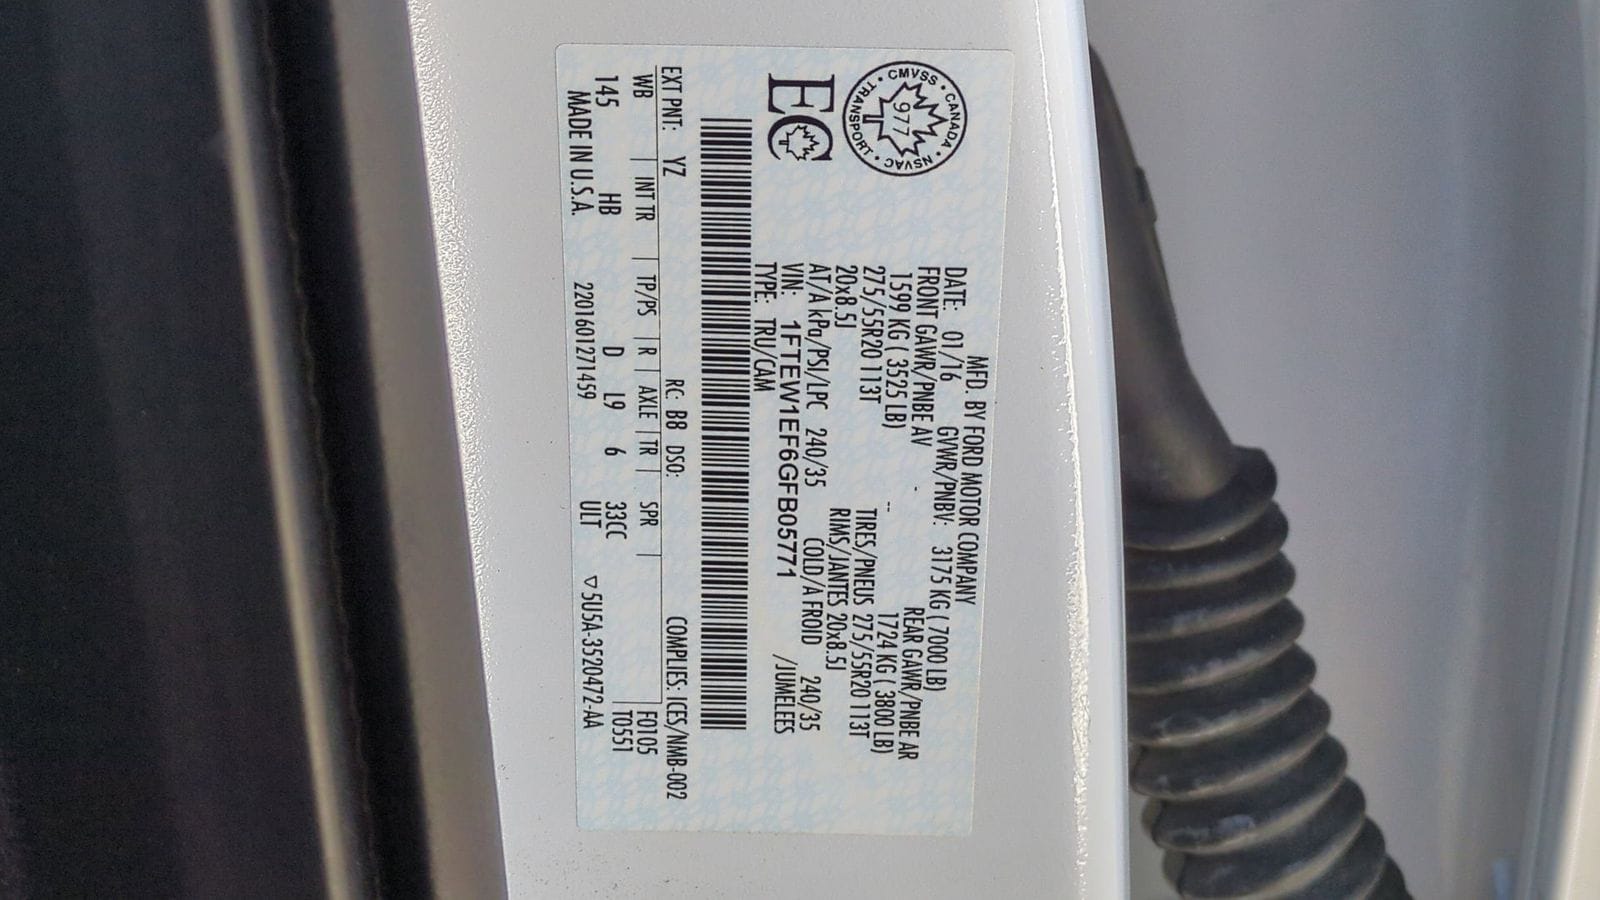 CMVSS • CANADA • NSVAC • TRANSPORT •
977
EC
MFD. BY FORD MOTOR COMPANY
DATE: 01/16 GVWR/PNBV: 3175 KG ( 7000 LB)
FRONT GAWR/PNBE AV REAR GAWR/PNBE AR
1599 KG ( 3525 LB) 1724 KG ( 3800 LB)
275/55R20 113T TIRES/PNEUS 275/55R20 113T
20x8.5J RIMS/JANTES 20x8.5J
AT/A kPa/PSI/LPC 240/35 COLD/A FROID 240/35
VIN: 1FTEW1EF6GFB05771 /JUMELEES
TYPE: TRU/CAM
EXT PNT: YZ RC: B8 DSO: COMPLIES: ICES/NMB-002
WB INT TR TP/PS R AXLE TR SPR F0105
145 HB D L9 6 33CC T0551
MADE IN U.S.A. 2201601271459 ULT ▽5U5A-3520472-AA